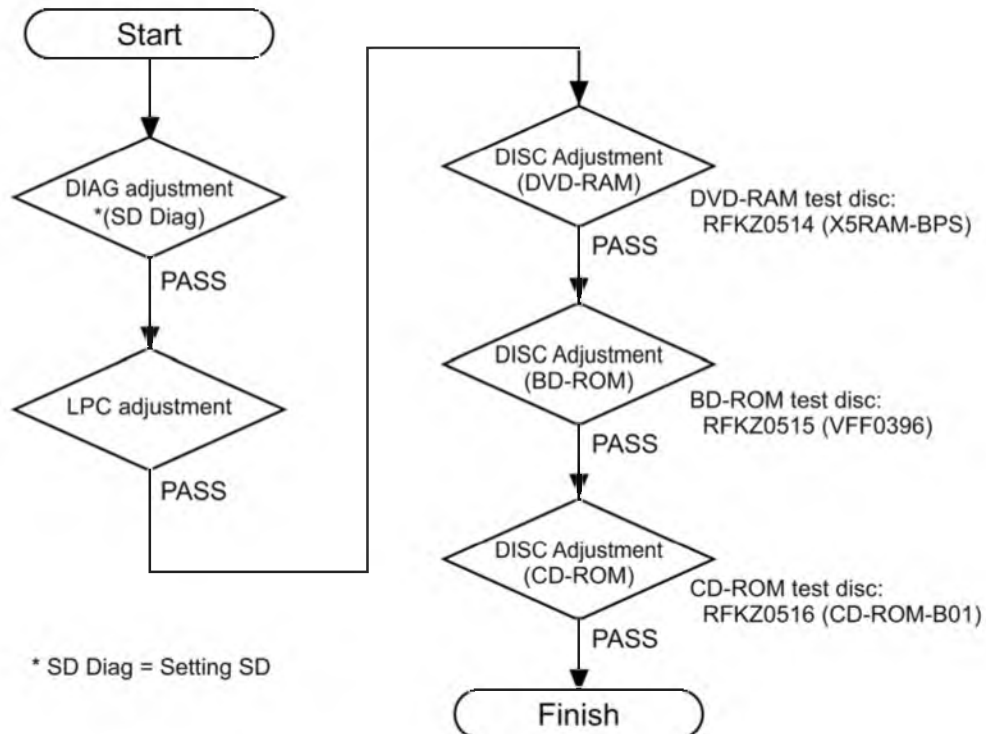 Start
DIAG adjustment
*(SD Diag)
PASS
LPC adjustment
PASS
DISC Adjustment
(DVD-RAM)
DVD-RAM test disc:
RFKZ0514 (X5RAM-BPS)
PASS
DISC Adjustment
(BD-ROM)
BD-ROM test disc:
RFKZ0515 (VFF0396)
PASS
DISC Adjustment
(CD-ROM)
CD-ROM test disc:
RFKZ0516 (CD-ROM-B01)
PASS
Finish
* SD Diag = Setting SD